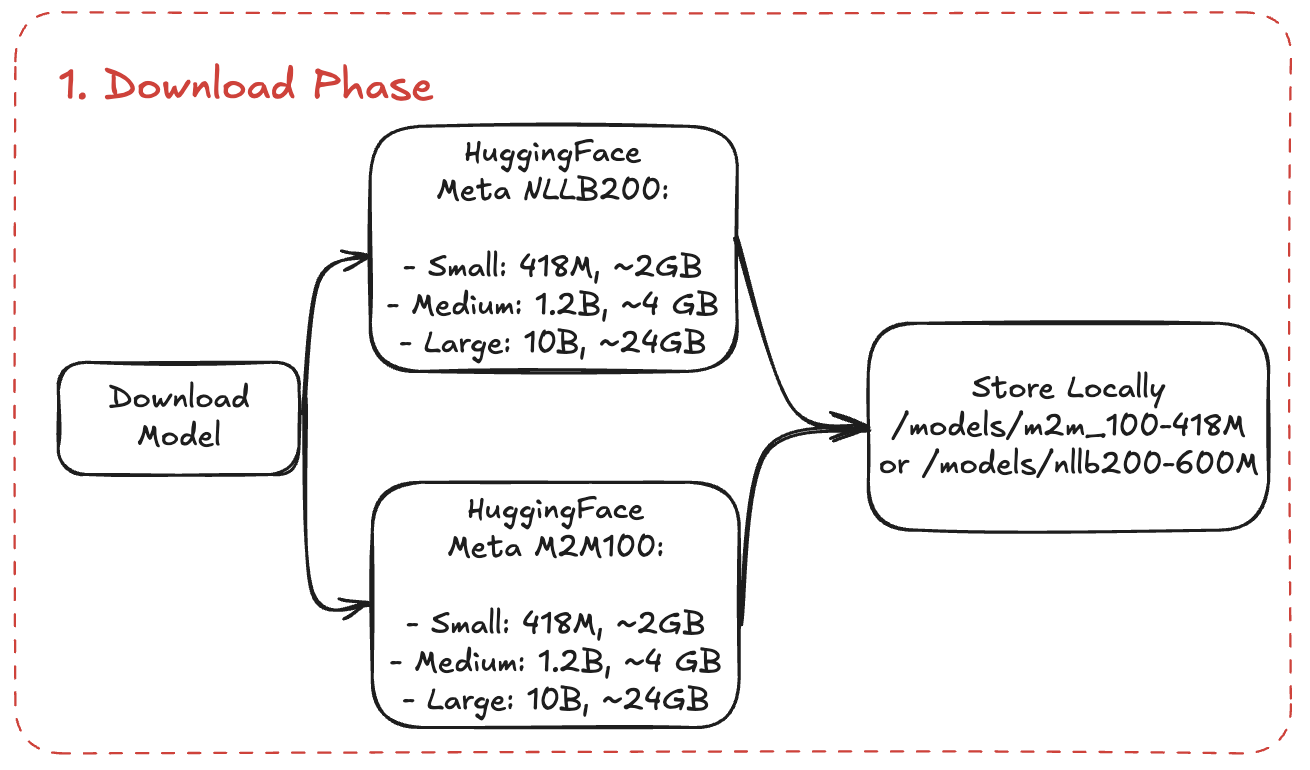 1. Download Phase
HuggingFace
Meta NLLB200:
- Small: 418M, ~2GB
- Medium: 1.2B, ~4 GB
- Large: 10B, ~24GB
Download
Model
Store Locally
/models/m2m_100-418M
or /models/nllb200-600M
HuggingFace
Meta M2M100:
- Small: 418M, ~2GB
- Medium: 1.2B, ~4 GB
- Large: 10B, ~24GB